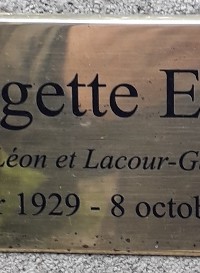 gette E
Léon et Lacour-G
r 1929 - 8 octob